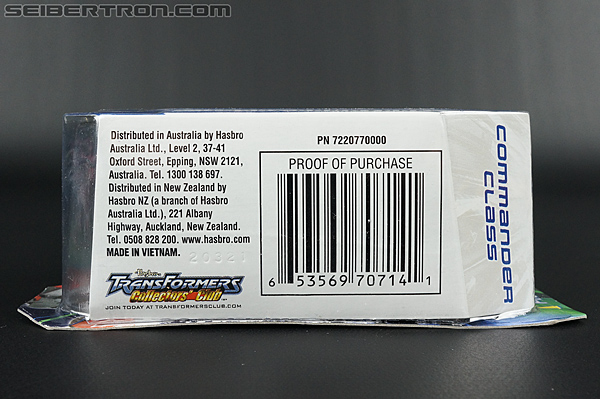 SEIBERTRON.COM
Distributed in Australia by Hasbro
Australia Ltd., Level 2, 37-41
Oxford Street, Epping, NSW 2121,
Australia. Tel. 1300 138 697.
Distributed in New Zealand by
Hasbro NZ (a branch of Hasbro
Australia Ltd.), 221 Albany
Highway, Auckland, New Zealand.
Tel. 0508 828 200. www.hasbro.com
MADE IN VIETNAM.
TRANSFORMERS
Collectors' Club
JOIN TODAY AT TRANSFORMERSCLUB.COM
PN 7220770000
PROOF OF PURCHASE
6 53569 70714 1
COMMANDER
CLASS